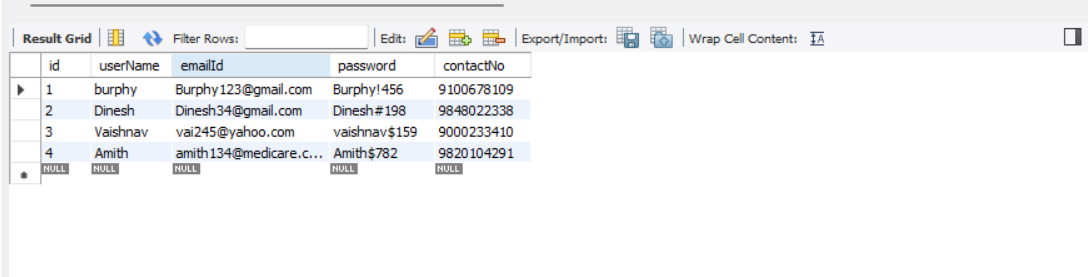 Result Grid Filter Rows: Edit: Export/Import: Wrap Cell Content: IA
id userName emailId password contactNo
1 burphy Burphy123@gmail.com Burphy!456 9100678109
2 Dinesh Dinesh34@gmail.com Dinesh#198 9848022338
3 Vaishnav vai245@yahoo.com vaishnav$159 9000233410
4 Amith amith134@medicare.c... Amith$782 9820104291
NULL NULL NULL NULL NULL